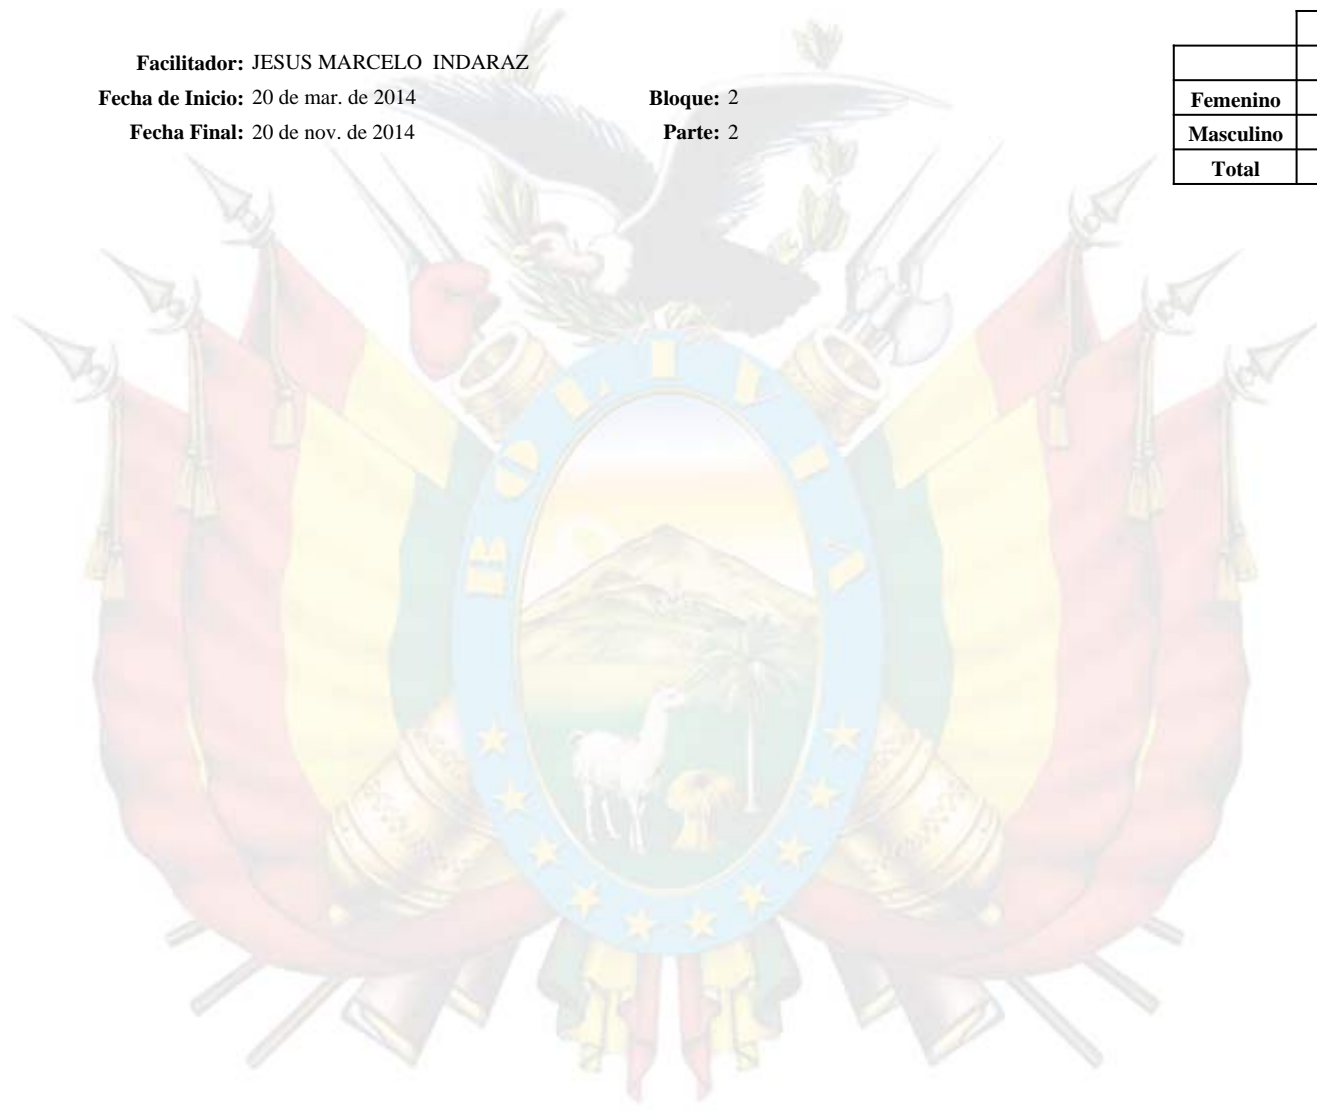 Facilitador: JESUS MARCELO INDARAZ
Fecha de Inicio: 20 de mar. de 2014 Bloque: 2
Fecha Final: 20 de nov. de 2014 Parte: 2
Femenino
Masculino
Total
BOLIVIA